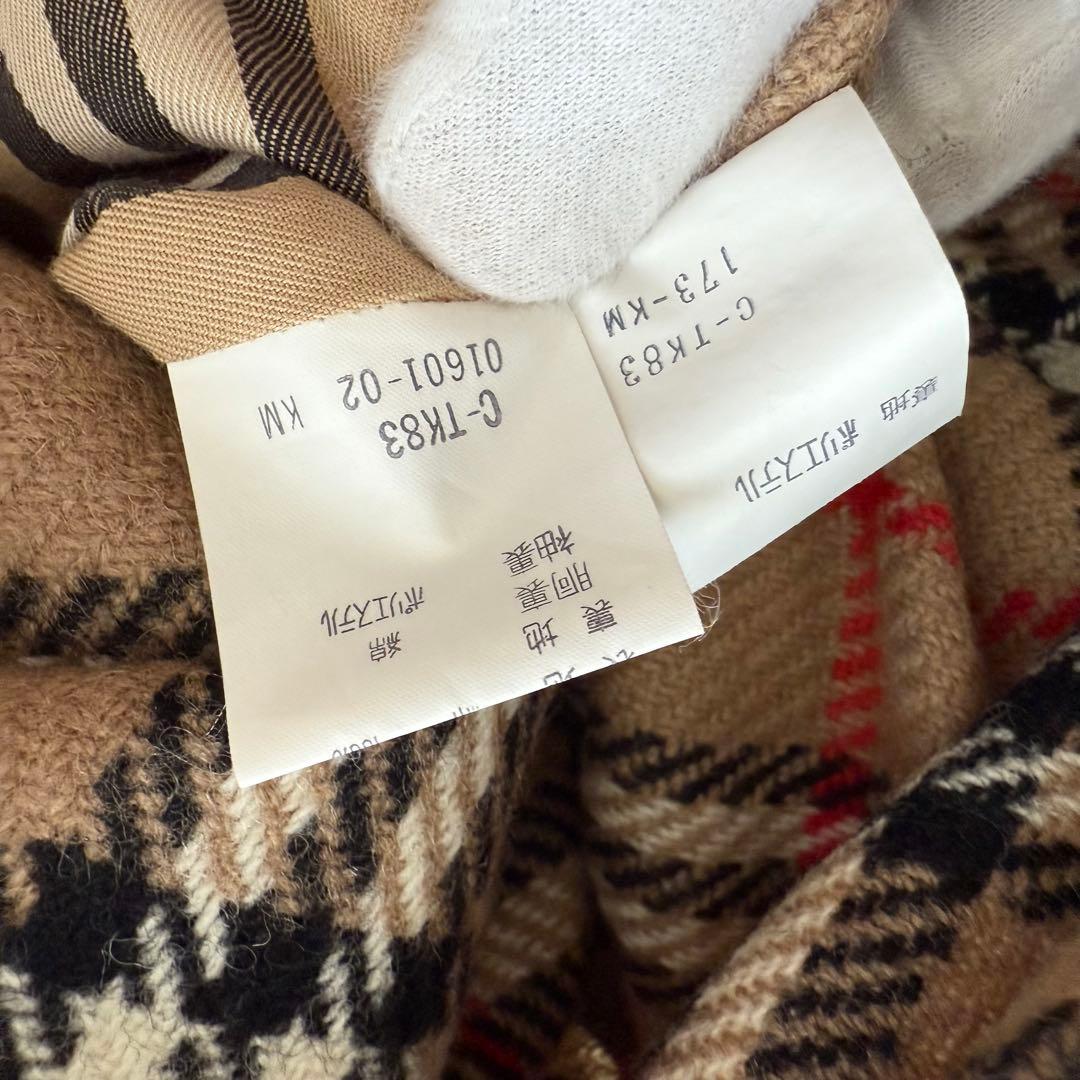 裏地
胴裏 綿
袖裏 ポリエステル
C-TK83
01601-02 KM
裏地 ポリエステル
C-TK83
173-KM